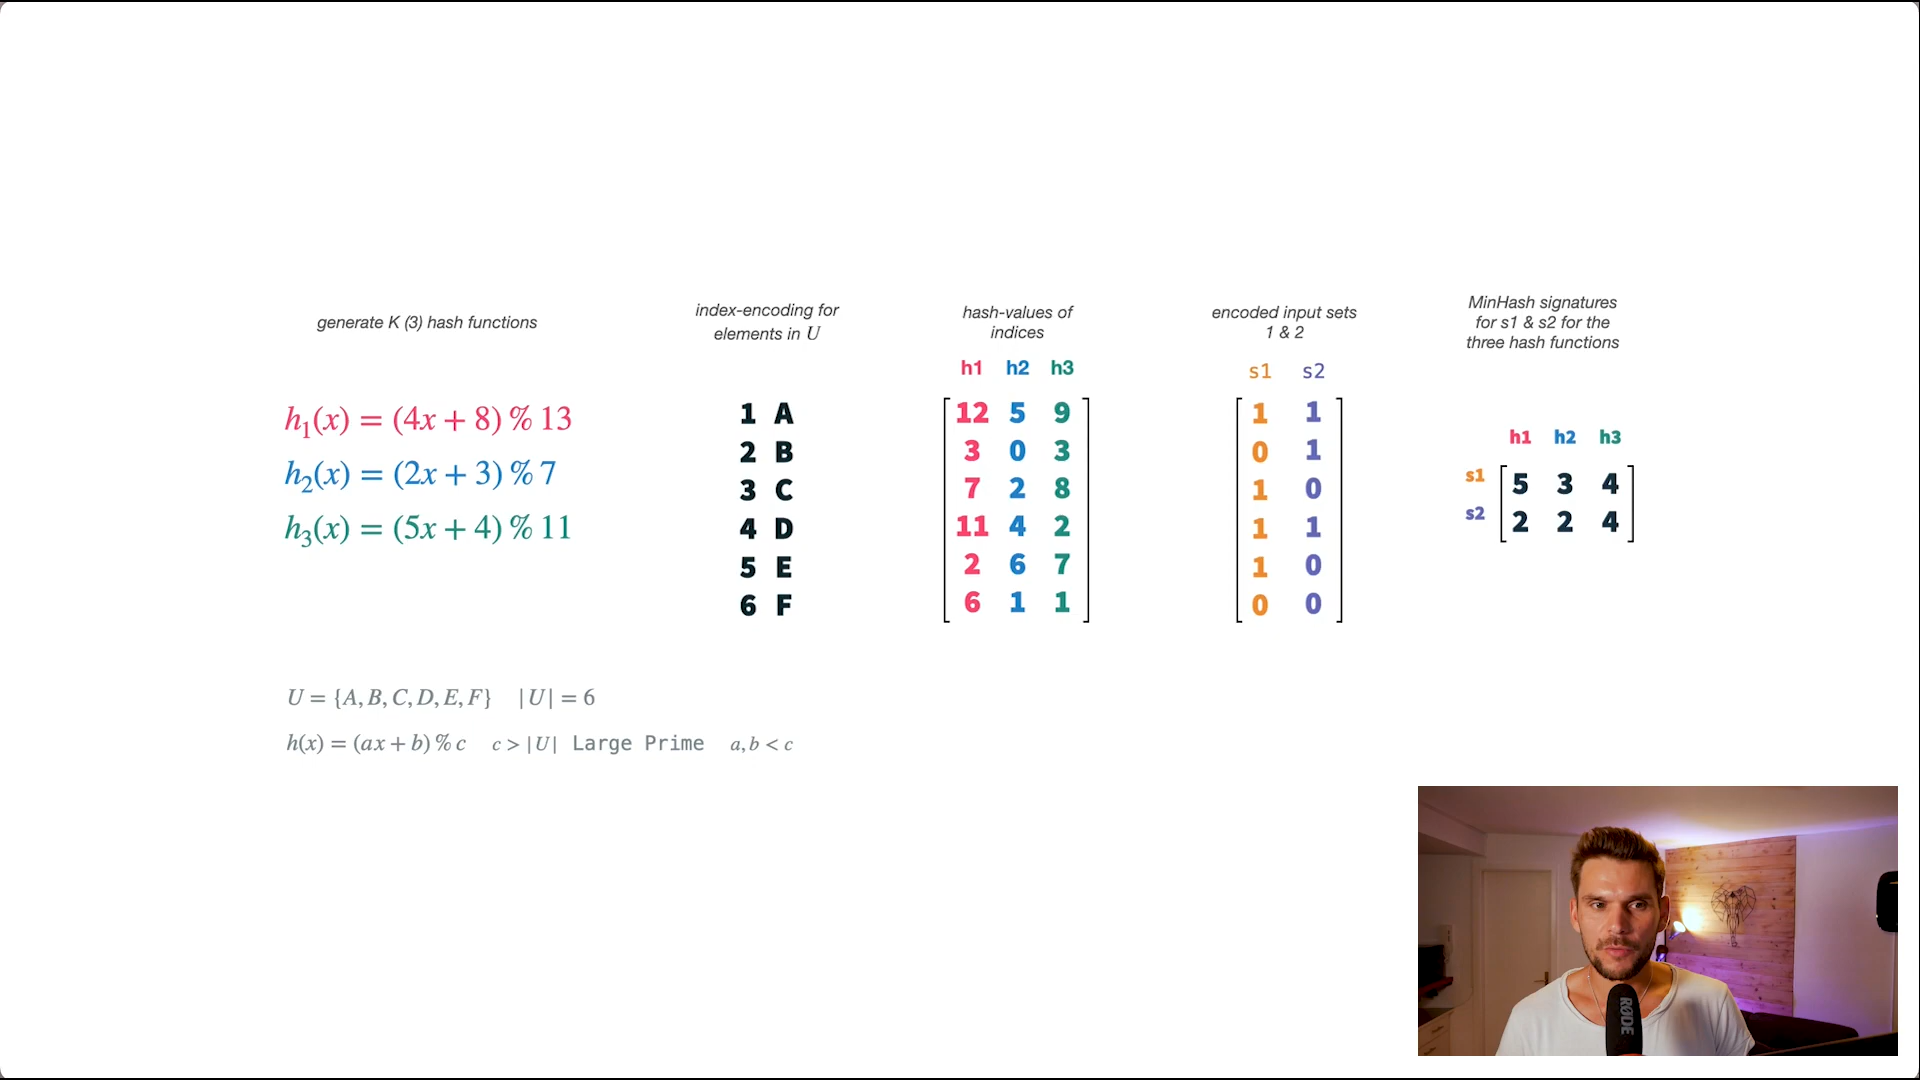 generate K (3) hash functions
h₁(x) = (4x + 8) % 13
h₂(x) = (2x + 3) % 7
h₃(x) = (5x + 4) % 11
index-encoding for
elements in U
1 A
2 B
3 C
4 D
5 E
6 F
hash-values of
indices
h1 h2 h3
12 5 9
3 0 3
7 2 8
11 4 2
2 6 7
6 1 1
encoded input sets
1 & 2
s1 s2
1 1
0 1
1 0
1 1
1 0
0 0
MinHash signatures
for s1 & s2 for the
three hash functions
h1 h2 h3
s1 5 3 4
s2 2 2 4
U = {A, B, C, D, E, F} |U| = 6
h(x) = (ax + b) % c c > |U| Large Prime a, b < c
RØDE